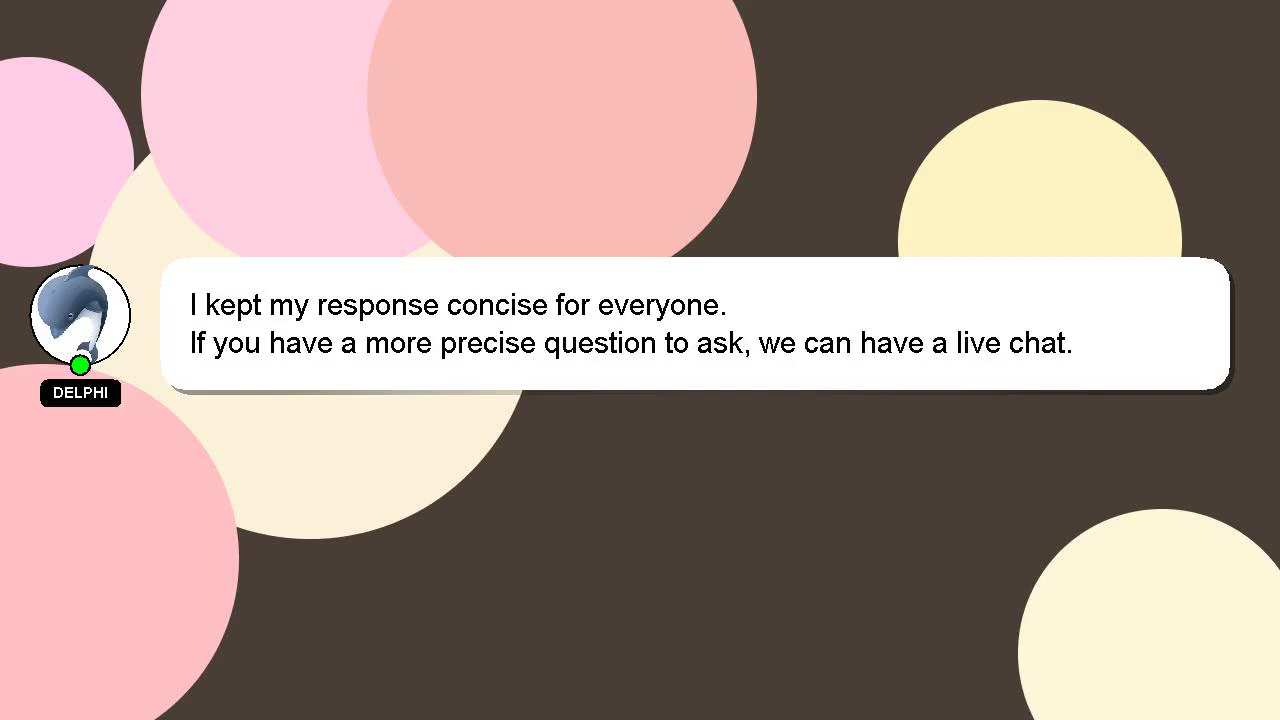 I kept my response concise for everyone.
If you have a more precise question to ask, we can have a live chat.
DELPHI